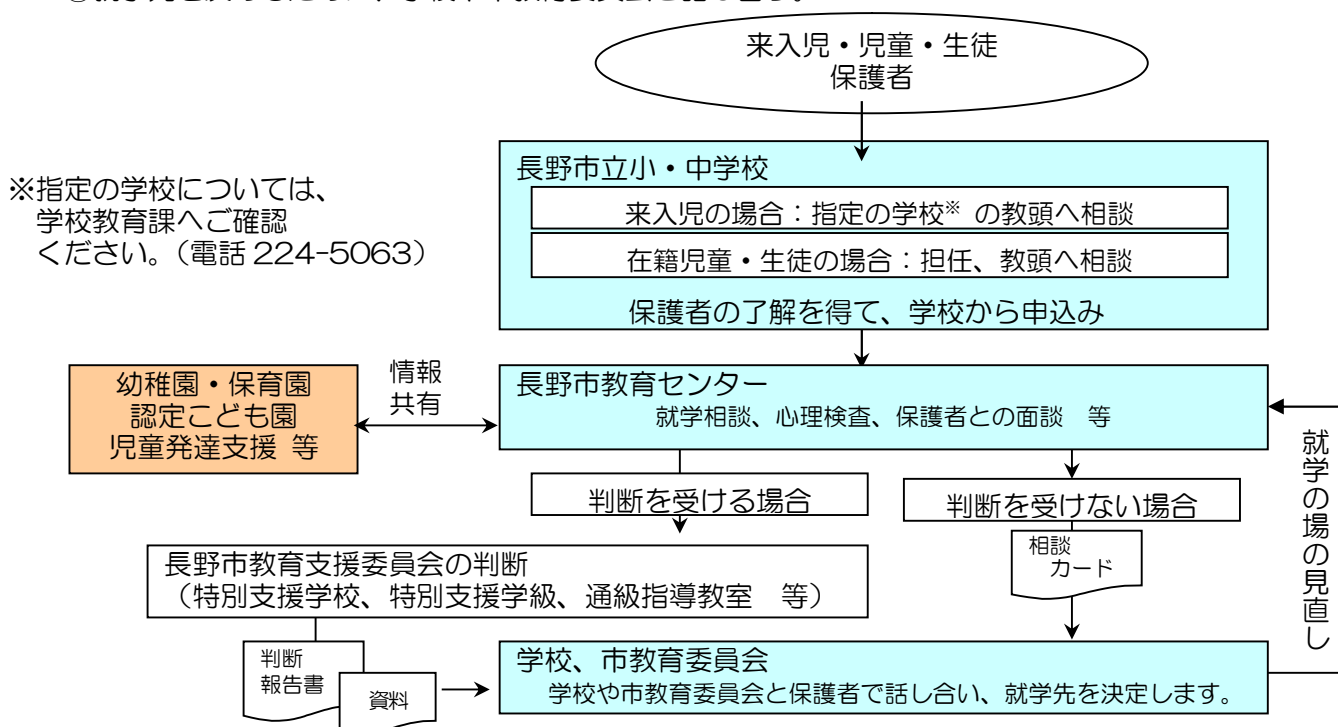 来入児・児童・生徒
保護者
長野市立小・中学校
来入児の場合：指定の学校※ の教頭へ相談
在籍児童・生徒の場合：担任、教頭へ相談
保護者の了解を得て、学校から申込み
※指定の学校については、
学校教育課へご確認
ください。（電話 224-5063）
幼稚園・保育園
認定こども園
児童発達支援 等
情報
共有
長野市教育センター
就学相談、心理検査、保護者との面談　等
判断を受ける場合
判断を受けない場合
相談
カード
長野市教育支援委員会の判断
（特別支援学校、特別支援学級、通級指導教室　等）
判断
報告書
資料
学校、市教育委員会
学校や市教育委員会と保護者で話し合い、就学先を決定します。
就学の場の見直し